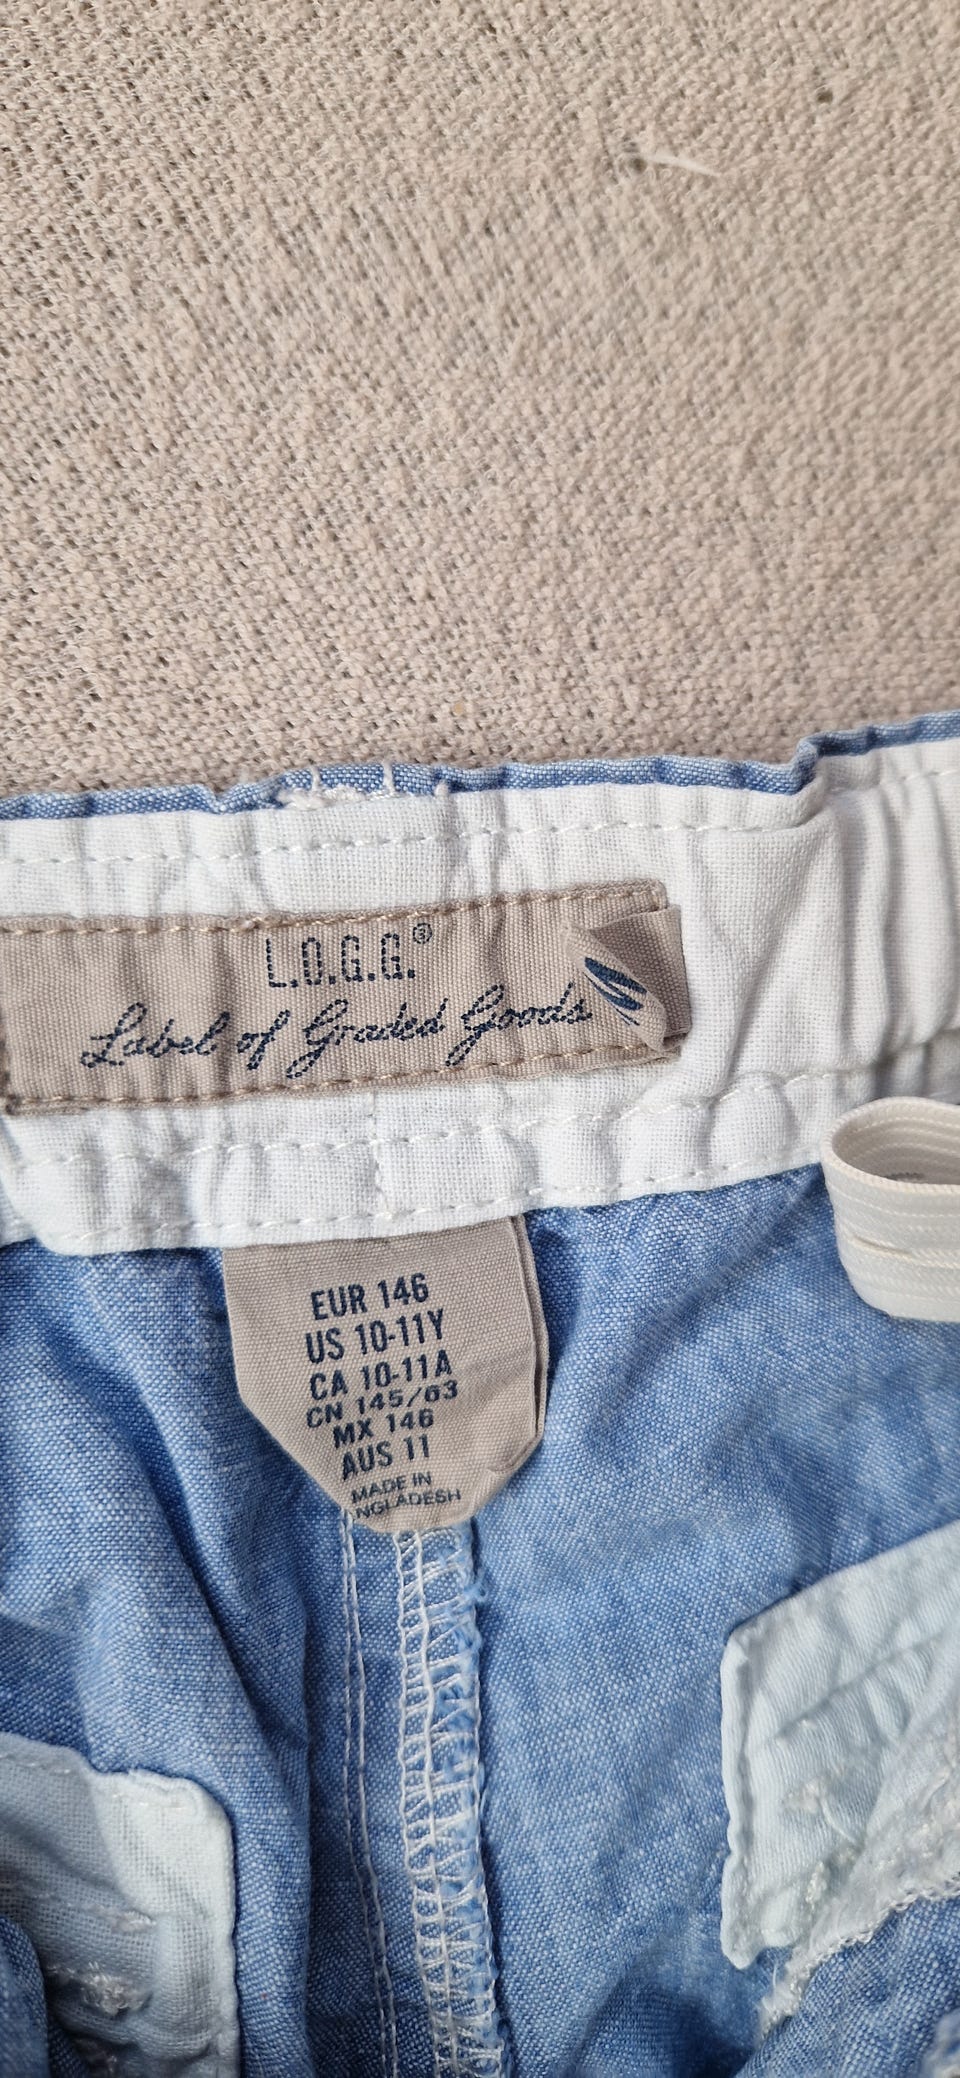 L.O.G.G.®
Label of Graded Goods
EUR 146
US 10-11Y
CA 10-11A
CN 145/63
MX 146
AUS 11
MADE IN
NGLADESH